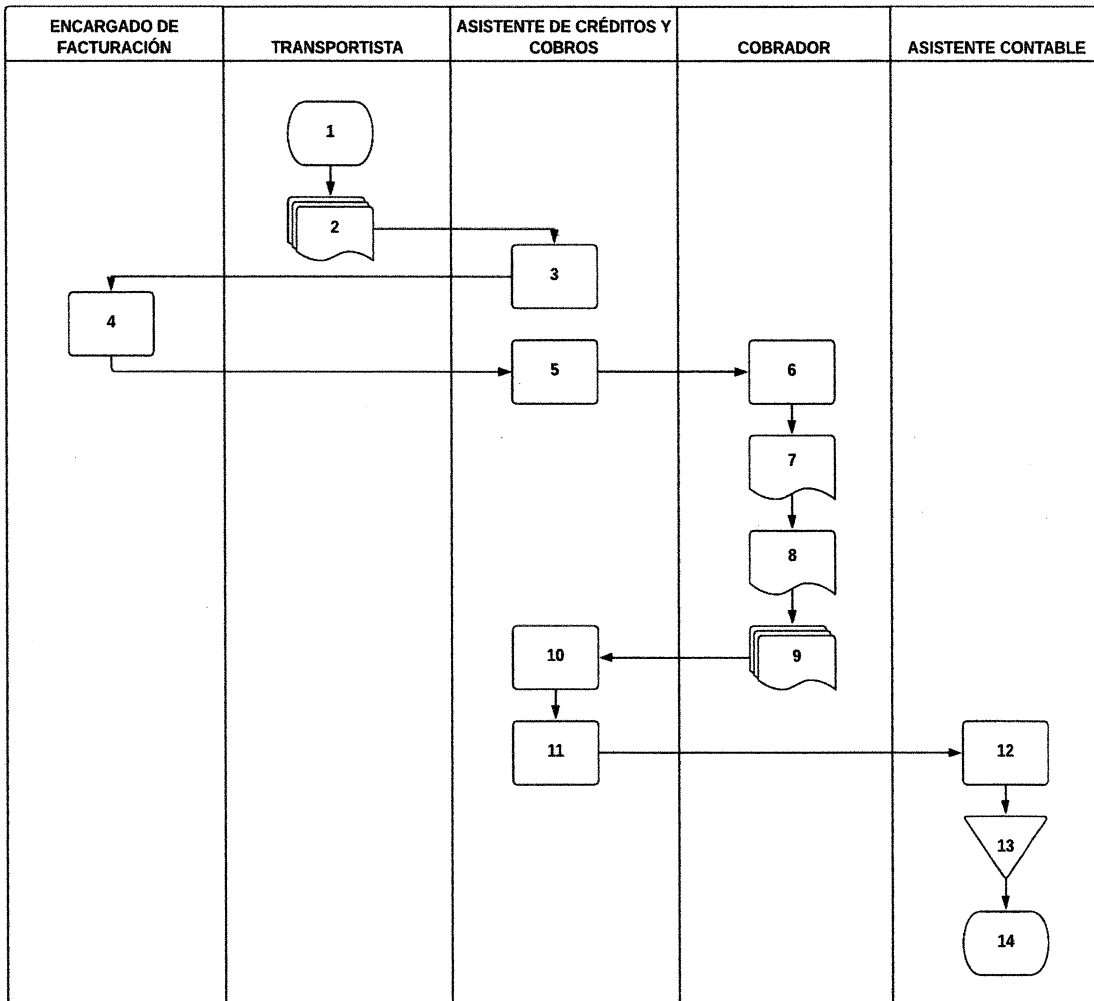 ENCARGADO DE
FACTURACIÓN
TRANSPORTISTA
ASISTENTE DE CRÉDITOS Y
COBROS
COBRADOR
ASISTENTE CONTABLE
1
2
3
4
5
6
7
8
9
10
11
12
13
14